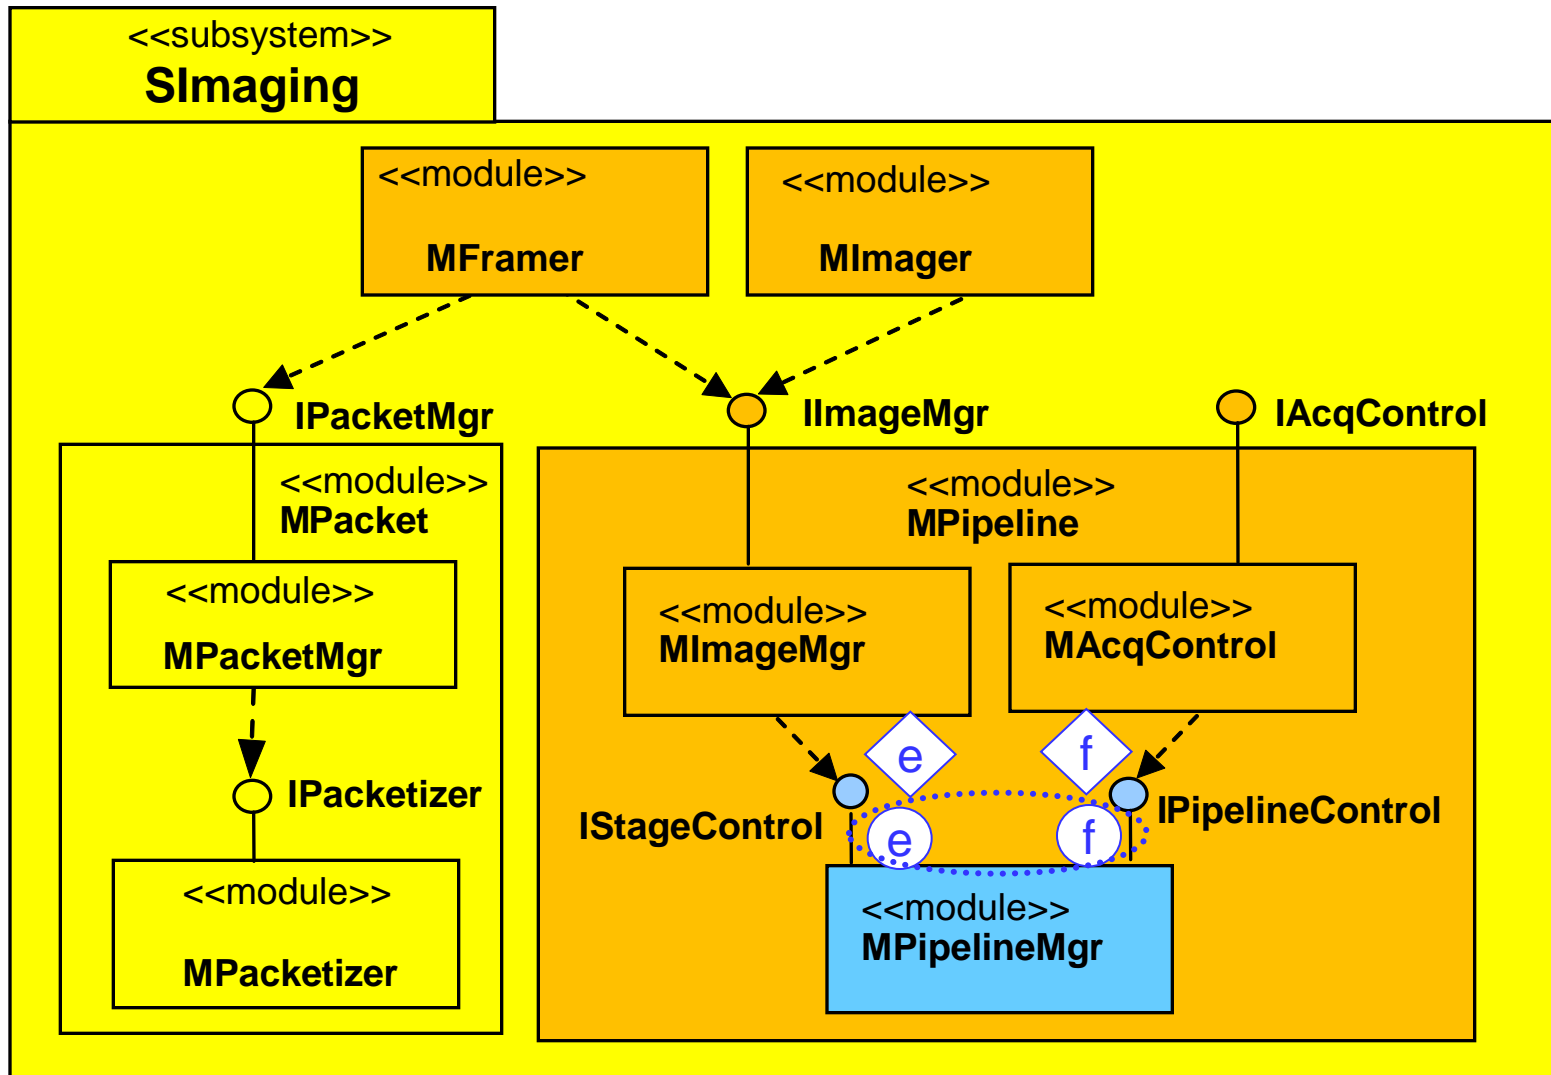 <<subsystem>>
SImaging
<<module>>
MFramer
<<module>>
MImager
IPacketMgr
IImageMgr
IAcqControl
<<module>>
MPacket
<<module>>
MPipeline
<<module>>
MPacketMgr
<<module>>
MImageMgr
<<module>>
MAcqControl
e
f
IPacketizer
IStageControl
IPipelineControl
e
f
<<module>>
MPacketizer
<<module>>
MPipelineMgr